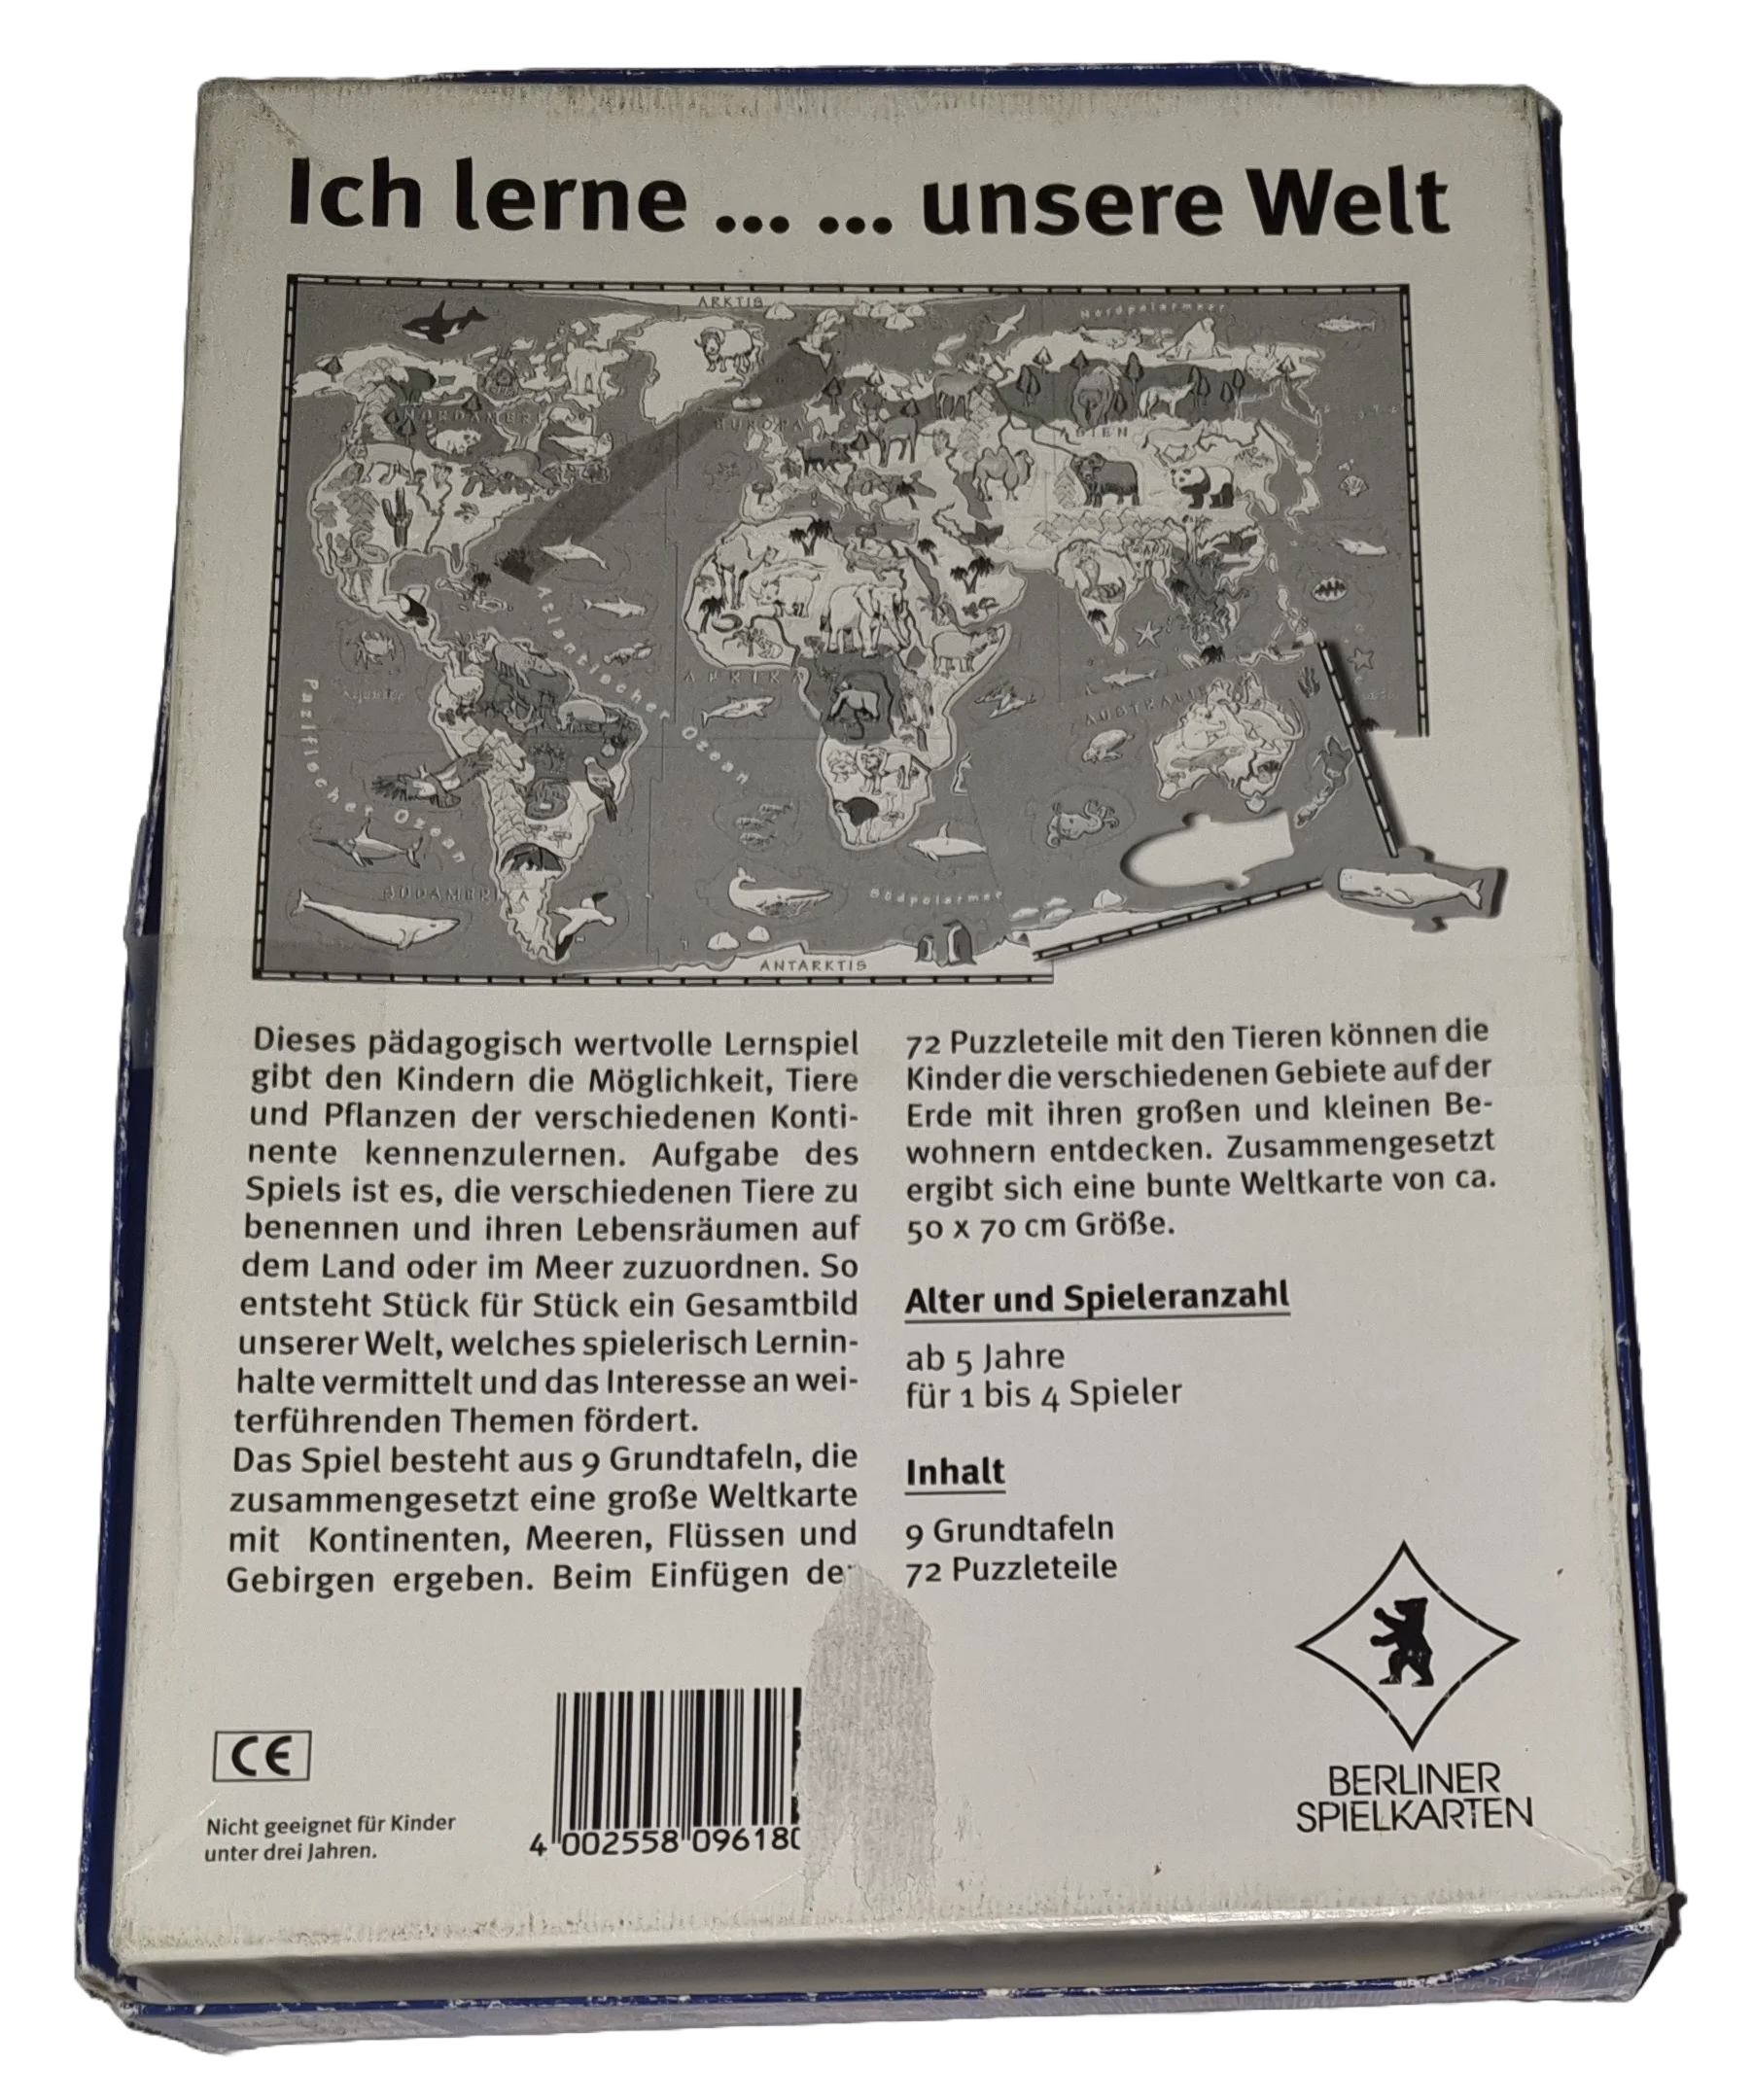 Ich lerne ... ... unsere Welt
ARKTIS
Nordpolarmeer
NORDAMERIKA
EUROPA
ASIEN
Atlantischer Ozean
AFRIKA
Pazifischer Ozean
AUSTRALIEN
SÜDAMERIKA
Südpolarmeer
ANTARKTIS
Dieses pädagogisch wertvolle Lernspiel
gibt den Kindern die Möglichkeit, Tiere
und Pflanzen der verschiedenen Konti-
nente kennenzulernen. Aufgabe des
Spiels ist es, die verschiedenen Tiere zu
benennen und ihren Lebensräumen auf
dem Land oder im Meer zuzuordnen. So
entsteht Stück für Stück ein Gesamtbild
unserer Welt, welches spielerisch Lernin-
halte vermittelt und das Interesse an wei-
terführenden Themen fördert.
Das Spiel besteht aus 9 Grundtafeln, die
zusammengesetzt eine große Weltkarte
mit Kontinenten, Meeren, Flüssen und
Gebirgen ergeben. Beim Einfügen der
72 Puzzleteile mit den Tieren können die
Kinder die verschiedenen Gebiete auf der
Erde mit ihren großen und kleinen Be-
wohnern entdecken. Zusammengesetzt
ergibt sich eine bunte Weltkarte von ca.
50 x 70 cm Größe.
Alter und Spieleranzahl
ab 5 Jahre
für 1 bis 4 Spieler
Inhalt
9 Grundtafeln
72 Puzzleteile
CE
Nicht geeignet für Kinder
unter drei Jahren.
4 002558 096180
BERLINER
SPIELKARTEN